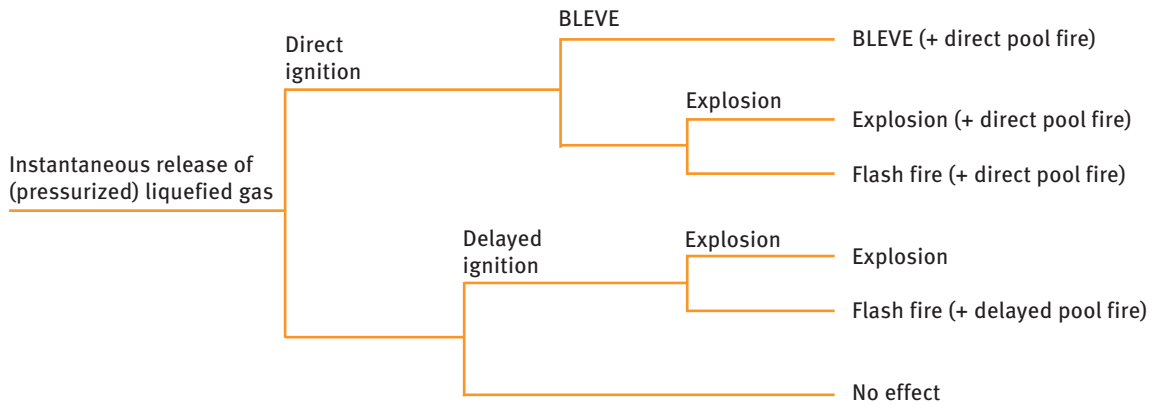 BLEVE
BLEVE (+ direct pool fire)
Direct
ignition
Explosion
Explosion (+ direct pool fire)
Flash fire (+ direct pool fire)
Instantaneous release of
(pressurized) liquefied gas
Delayed
ignition
Explosion
Explosion
Flash fire (+ delayed pool fire)
No effect